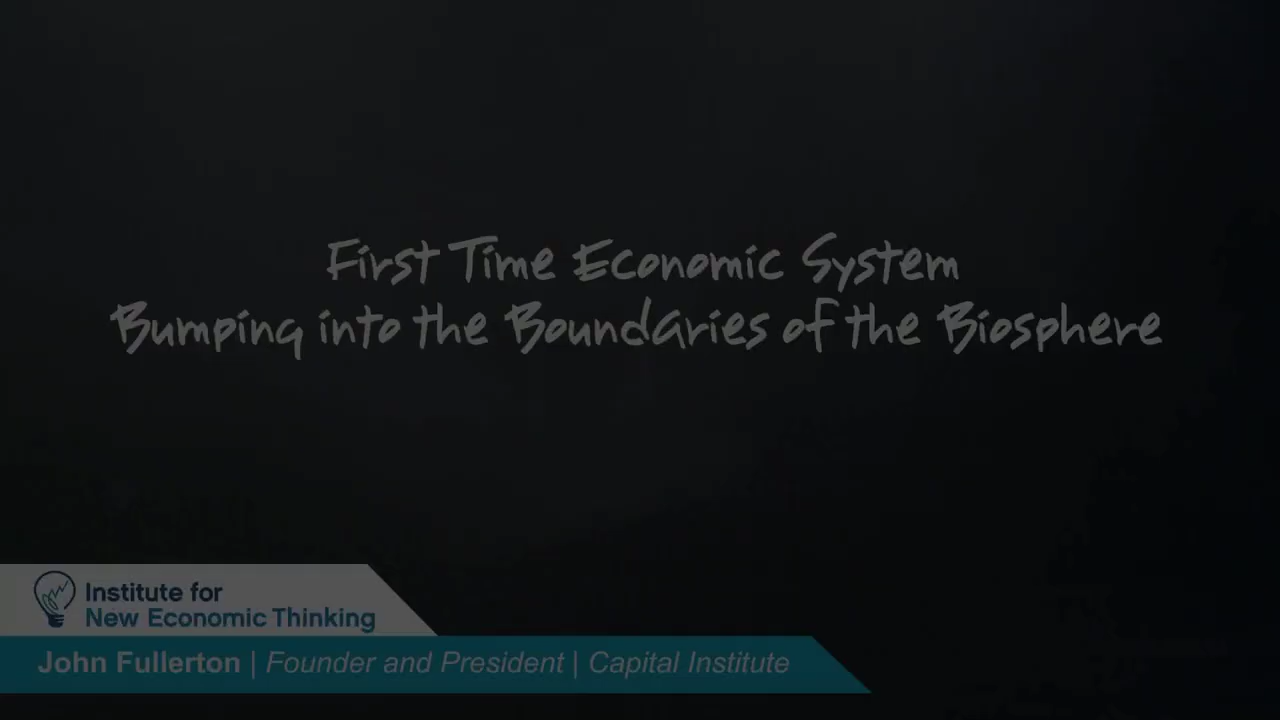 First Time Economic System
Bumping into the Boundaries of the Biosphere
Institute for
New Economic Thinking
John Fullerton | Founder and President | Capital Institute